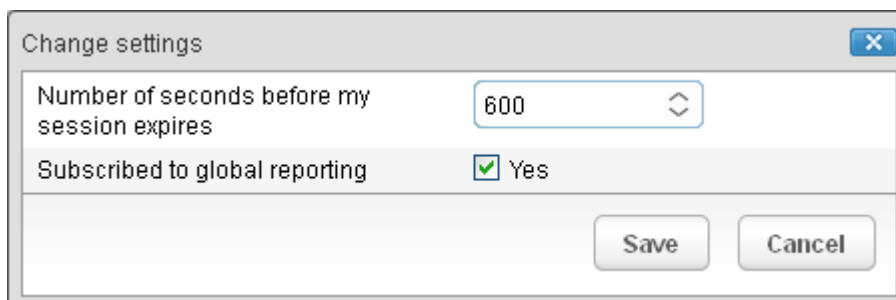 Change settings
Number of seconds before my
session expires
600
Subscribed to global reporting
Yes
Save
Cancel